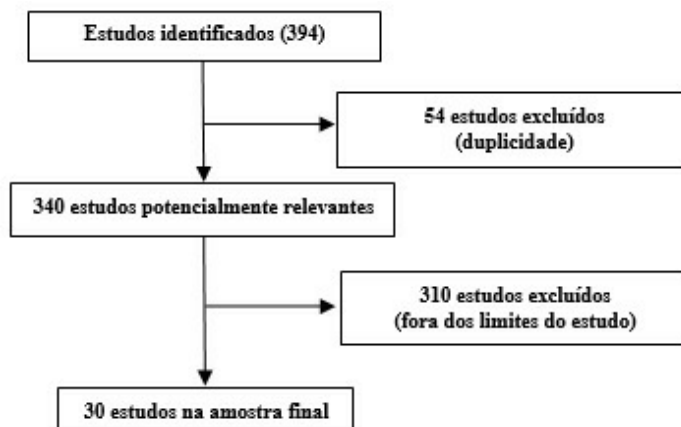 Estudos identificados (394)
54 estudos excluídos
(duplicidade)
340 estudos potencialmente relevantes
310 estudos excluídos
(fora dos limites do estudo)
30 estudos na amostra final